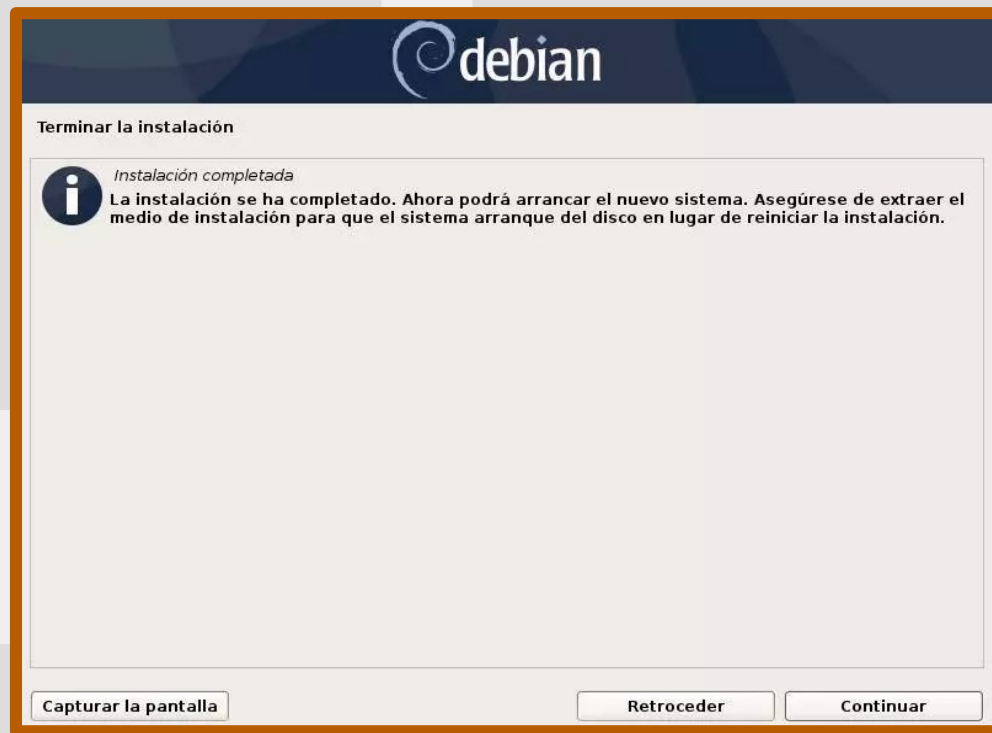 debian
Terminar la instalación
Instalación completada
La instalación se ha completado. Ahora podrá arrancar el nuevo sistema. Asegúrese de extraer el
medio de instalación para que el sistema arranque del disco en lugar de reiniciar la instalación.
Capturar la pantalla
Retroceder
Continuar